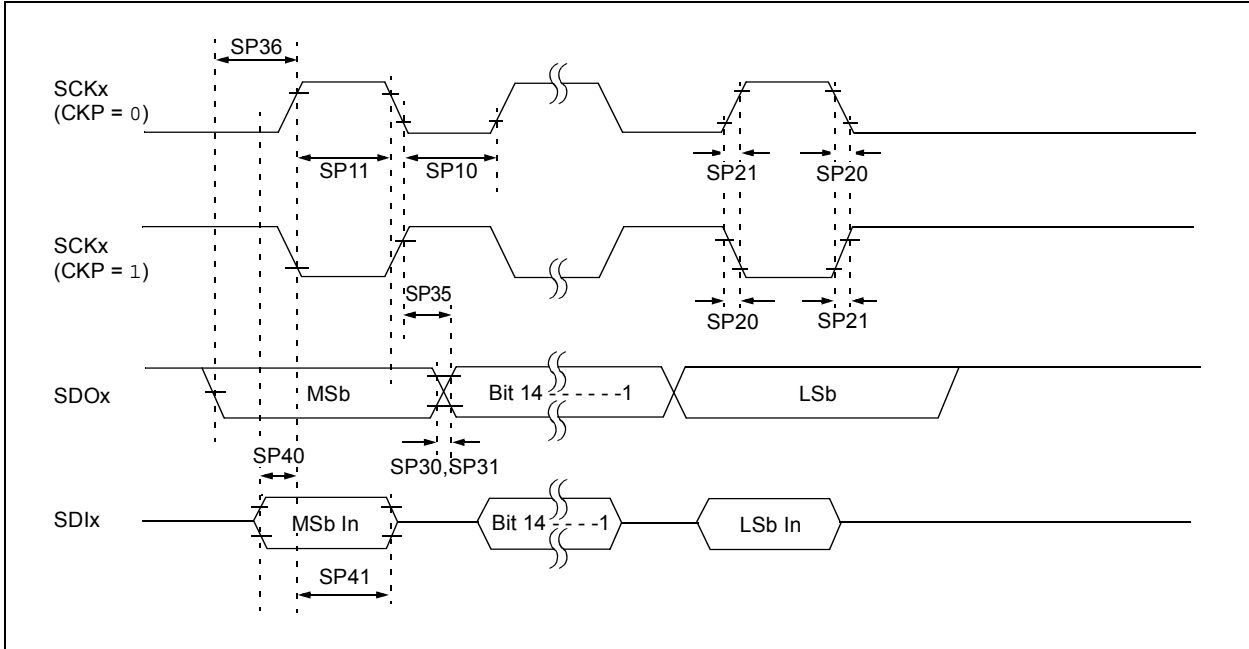 SP36
SCKx
(CKP = 0)
SP11
SP10
SP21
SP20
SCKx
(CKP = 1)
SP35
SP20
SP21
SDOx
MSb
Bit 14 - - - - - -1
LSb
SP40
SP30,SP31
SDIx
MSb In
Bit 14 - - - -1
LSb In
SP41